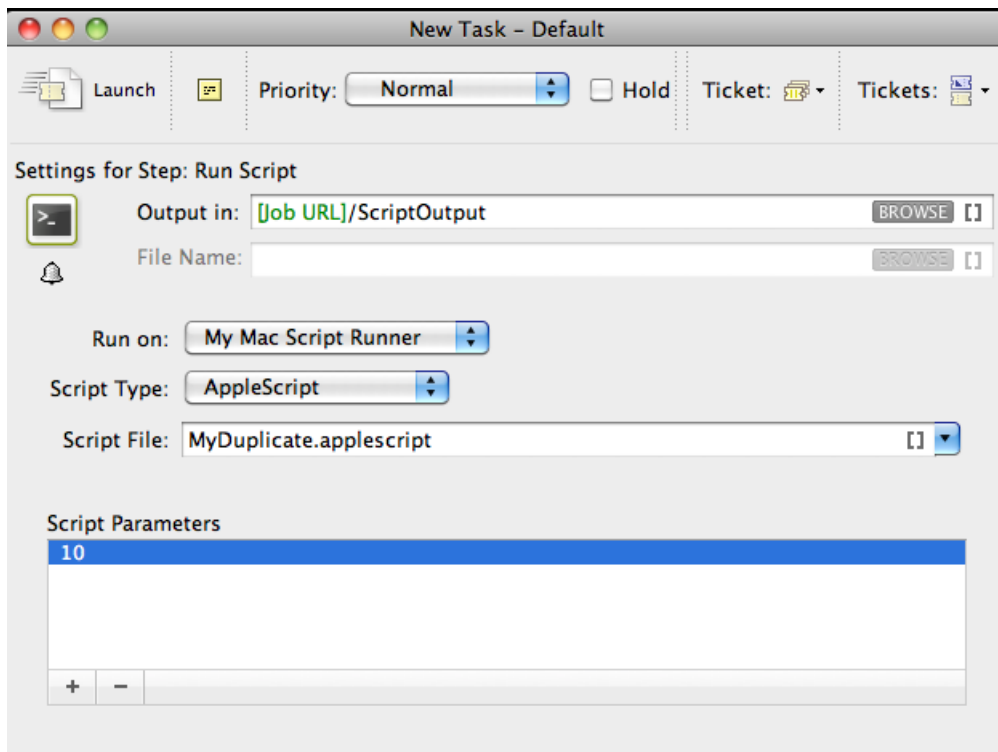 New Task – Default
Launch Priority: Normal Hold Ticket: Tickets:
Settings for Step: Run Script
Output in: [Job URL]/ScriptOutput BROWSE []
File Name: BROWSE []
Run on: My Mac Script Runner
Script Type: AppleScript
Script File: MyDuplicate.applescript []
Script Parameters
10
+ −